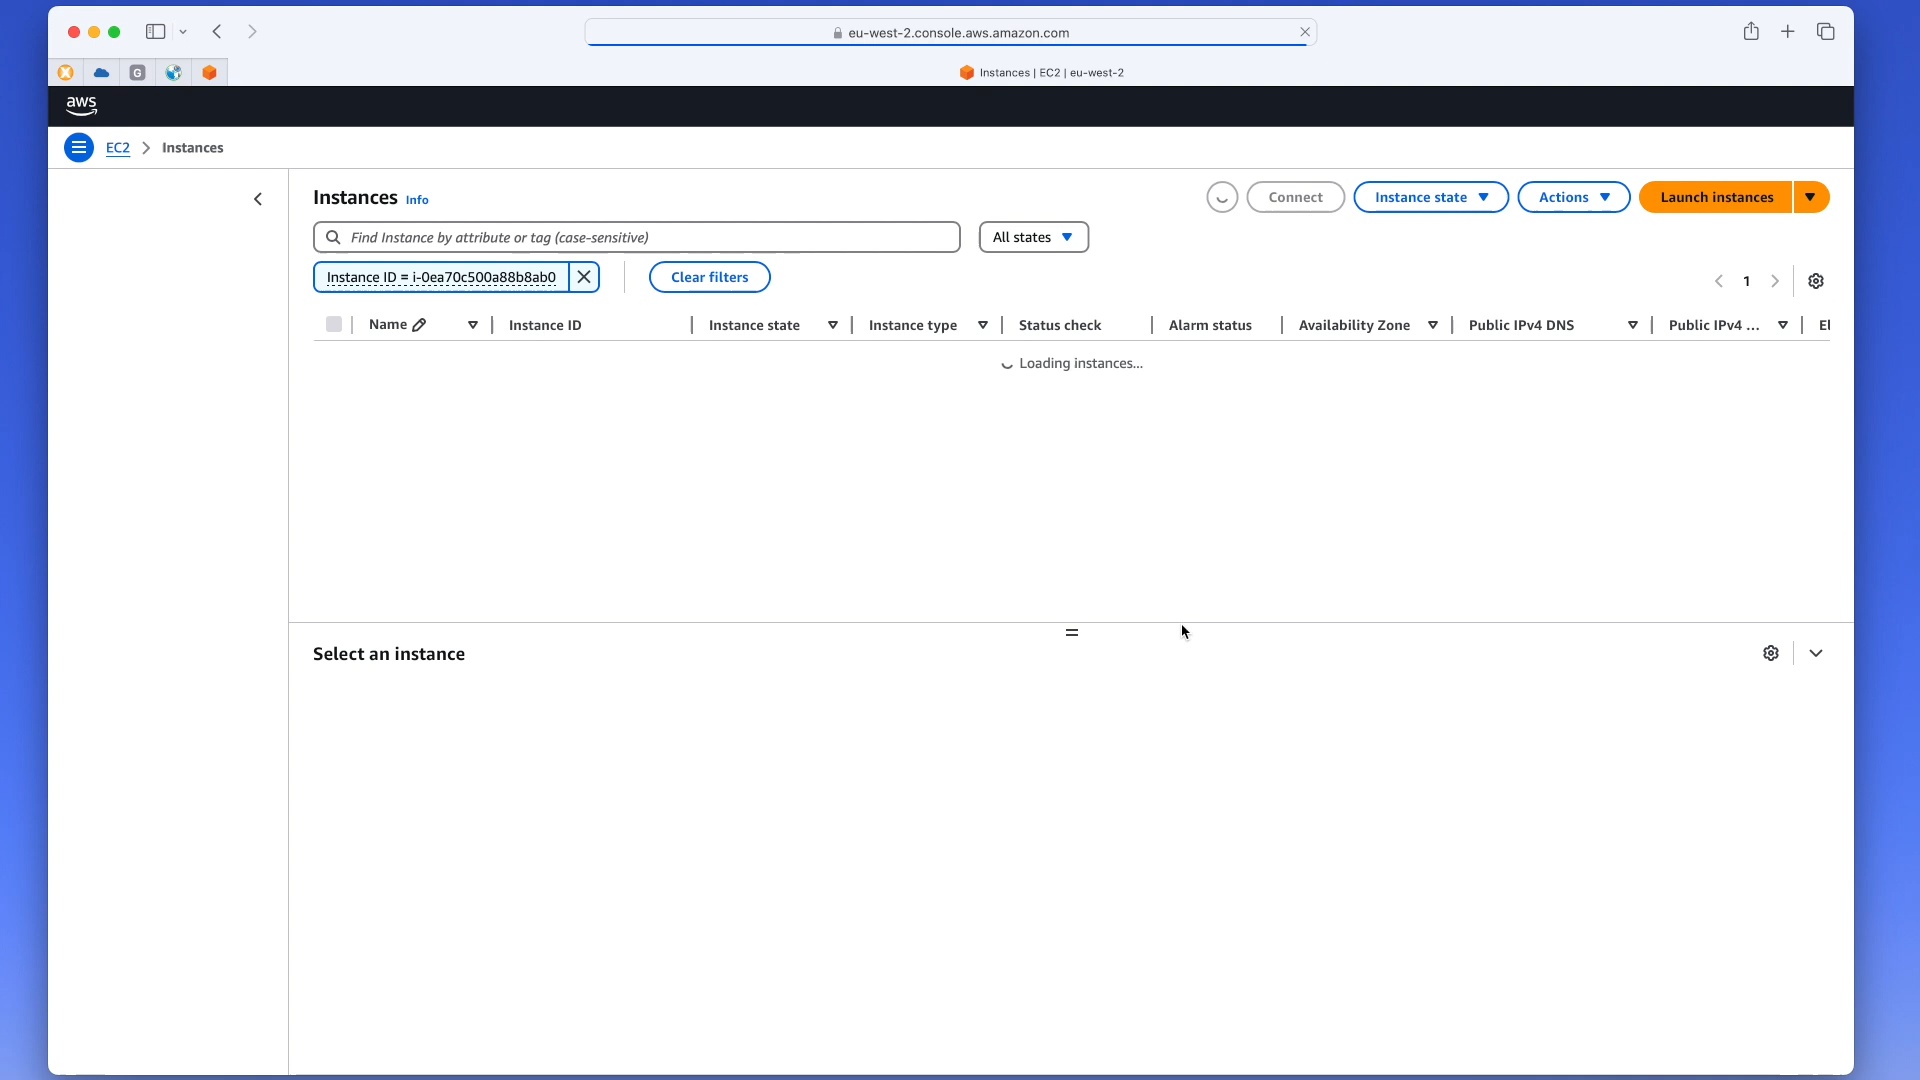 eu-west-2.console.aws.amazon.com
G
Instances | EC2 | eu-west-2
aws
EC2 > Instances
Instances Info
Connect
Instance state
Actions
Launch instances
Find Instance by attribute or tag (case-sensitive)
All states
Instance ID = i-0ea70c500a88b8ab0
Clear filters
1
Name
Instance ID
Instance state
Instance type
Status check
Alarm status
Availability Zone
Public IPv4 DNS
Public IPv4 ...
El
Loading instances...
Select an instance